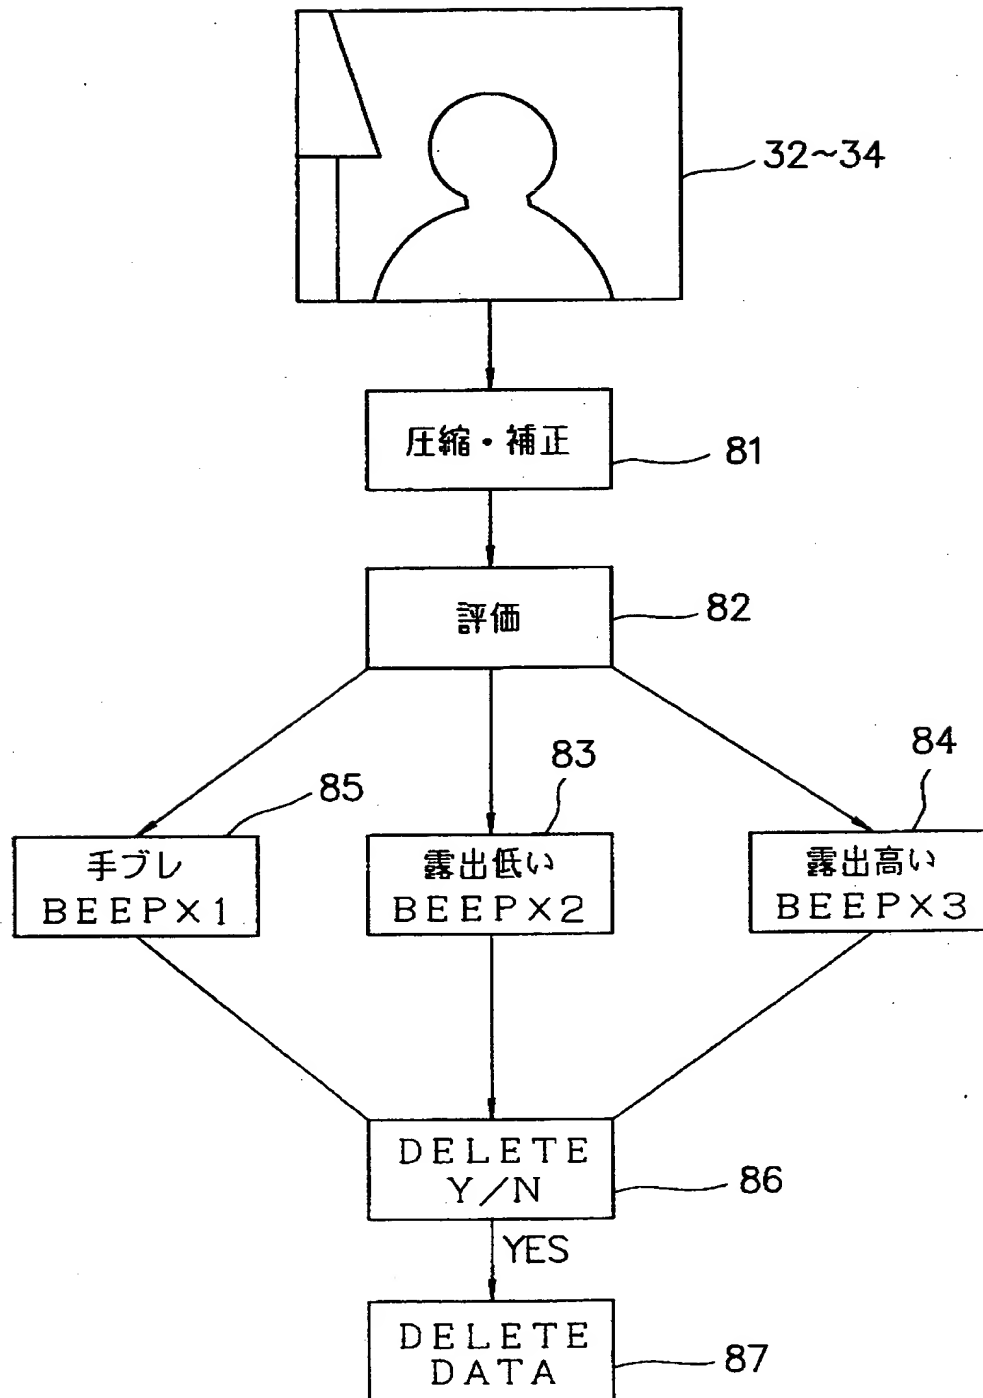 32~34
圧縮・補正
81
評価
82
85
83
84
手ブレ
BEEP×1
露出低い
BEEP×2
露出高い
BEEP×3
DELETE
Y/N
86
YES
DELETE
DATA
87